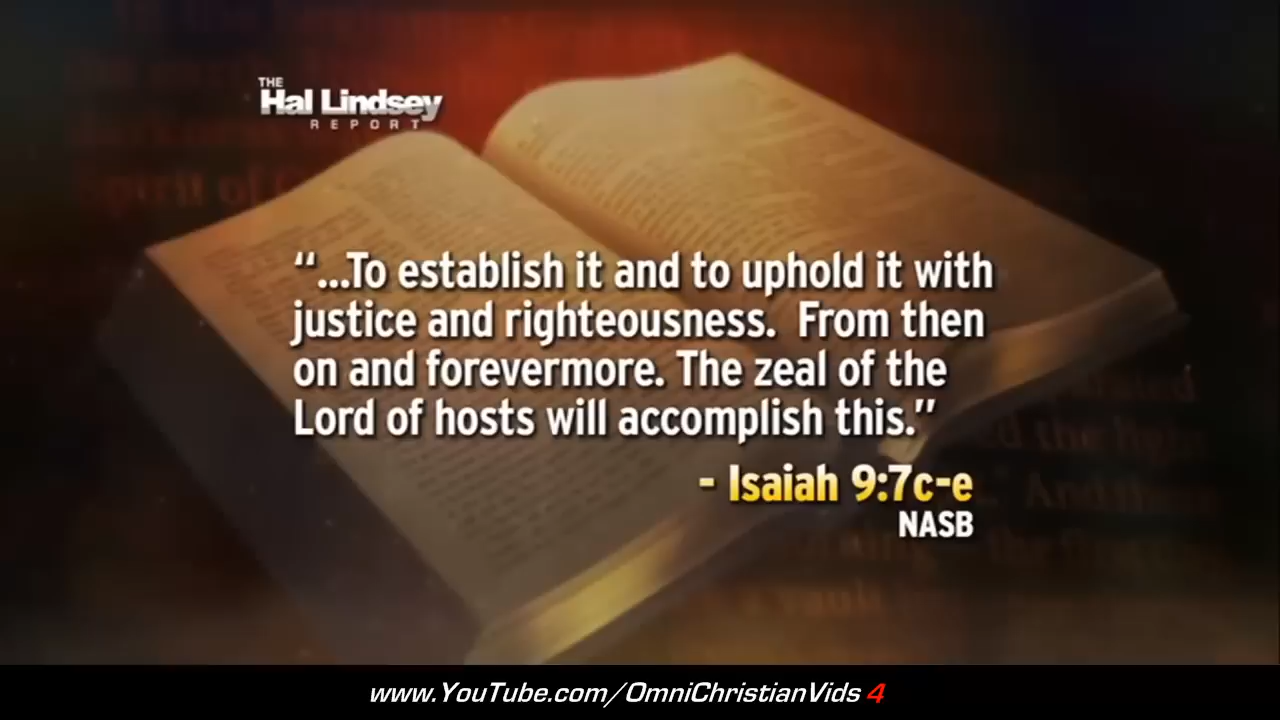 THE
Hal Lindsey
REPORT
Spirit of
“...To establish it and to uphold it with
justice and righteousness.  From then
on and forevermore. The zeal of the
Lord of hosts will accomplish this.”
- Isaiah 9:7c-e
NASB
www.YouTube.com/OmniChristianVids 4